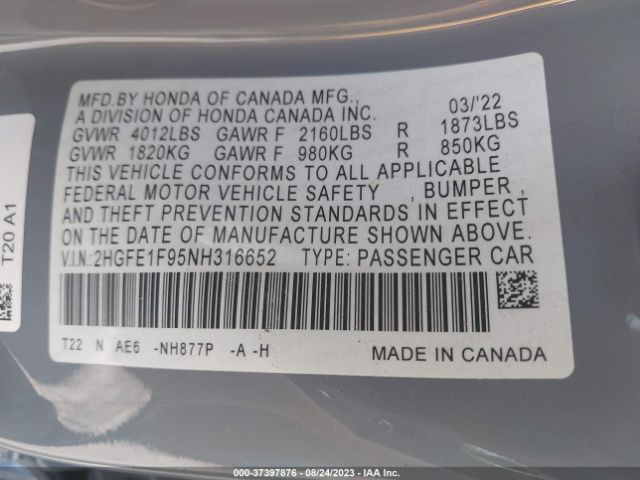 MFD.BY HONDA OF CANADA MFG., 03/'22
A DIVISION OF HONDA CANADA INC.
GVWR 4012LBS GAWR F 2160LBS R 1873LBS
GVWR 1820KG GAWR F 980KG R 850KG
THIS VEHICLE CONFORMS TO ALL APPLICABLE
FEDERAL MOTOR VEHICLE SAFETY , BUMPER ,
AND THEFT PREVENTION STANDARDS IN EFFECT
ON THE DATE OF MANUFACTURE SHOWN ABOVE.
V.I.N:2HGFE1F95NH316652 TYPE: PASSENGER CAR
T22 N AE6 -NH877P -A -H
MADE IN CANADA
T20 A1
000-37397876 - 08/24/2023 - IAA Inc.